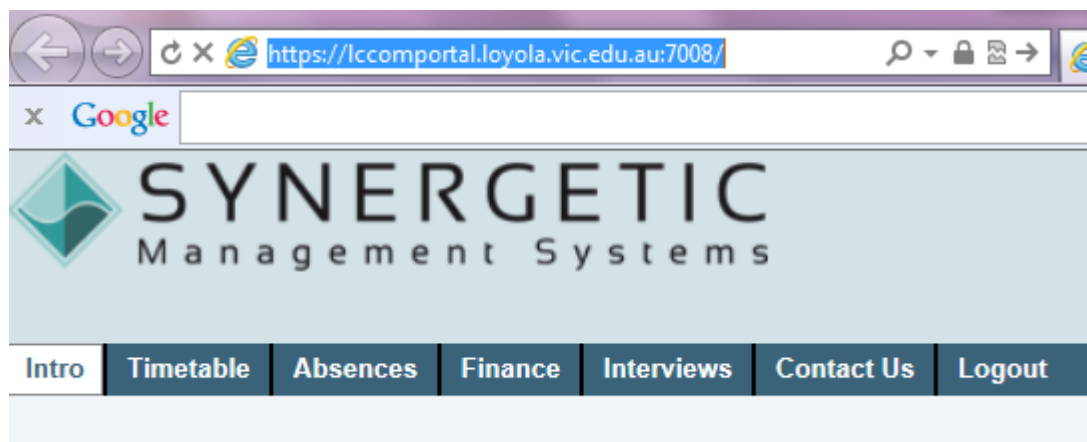 https://lccomportal.loyola.vic.edu.au:7008/
x Google
SYNERGETIC
Management Systems
Intro Timetable Absences Finance Interviews Contact Us Logout